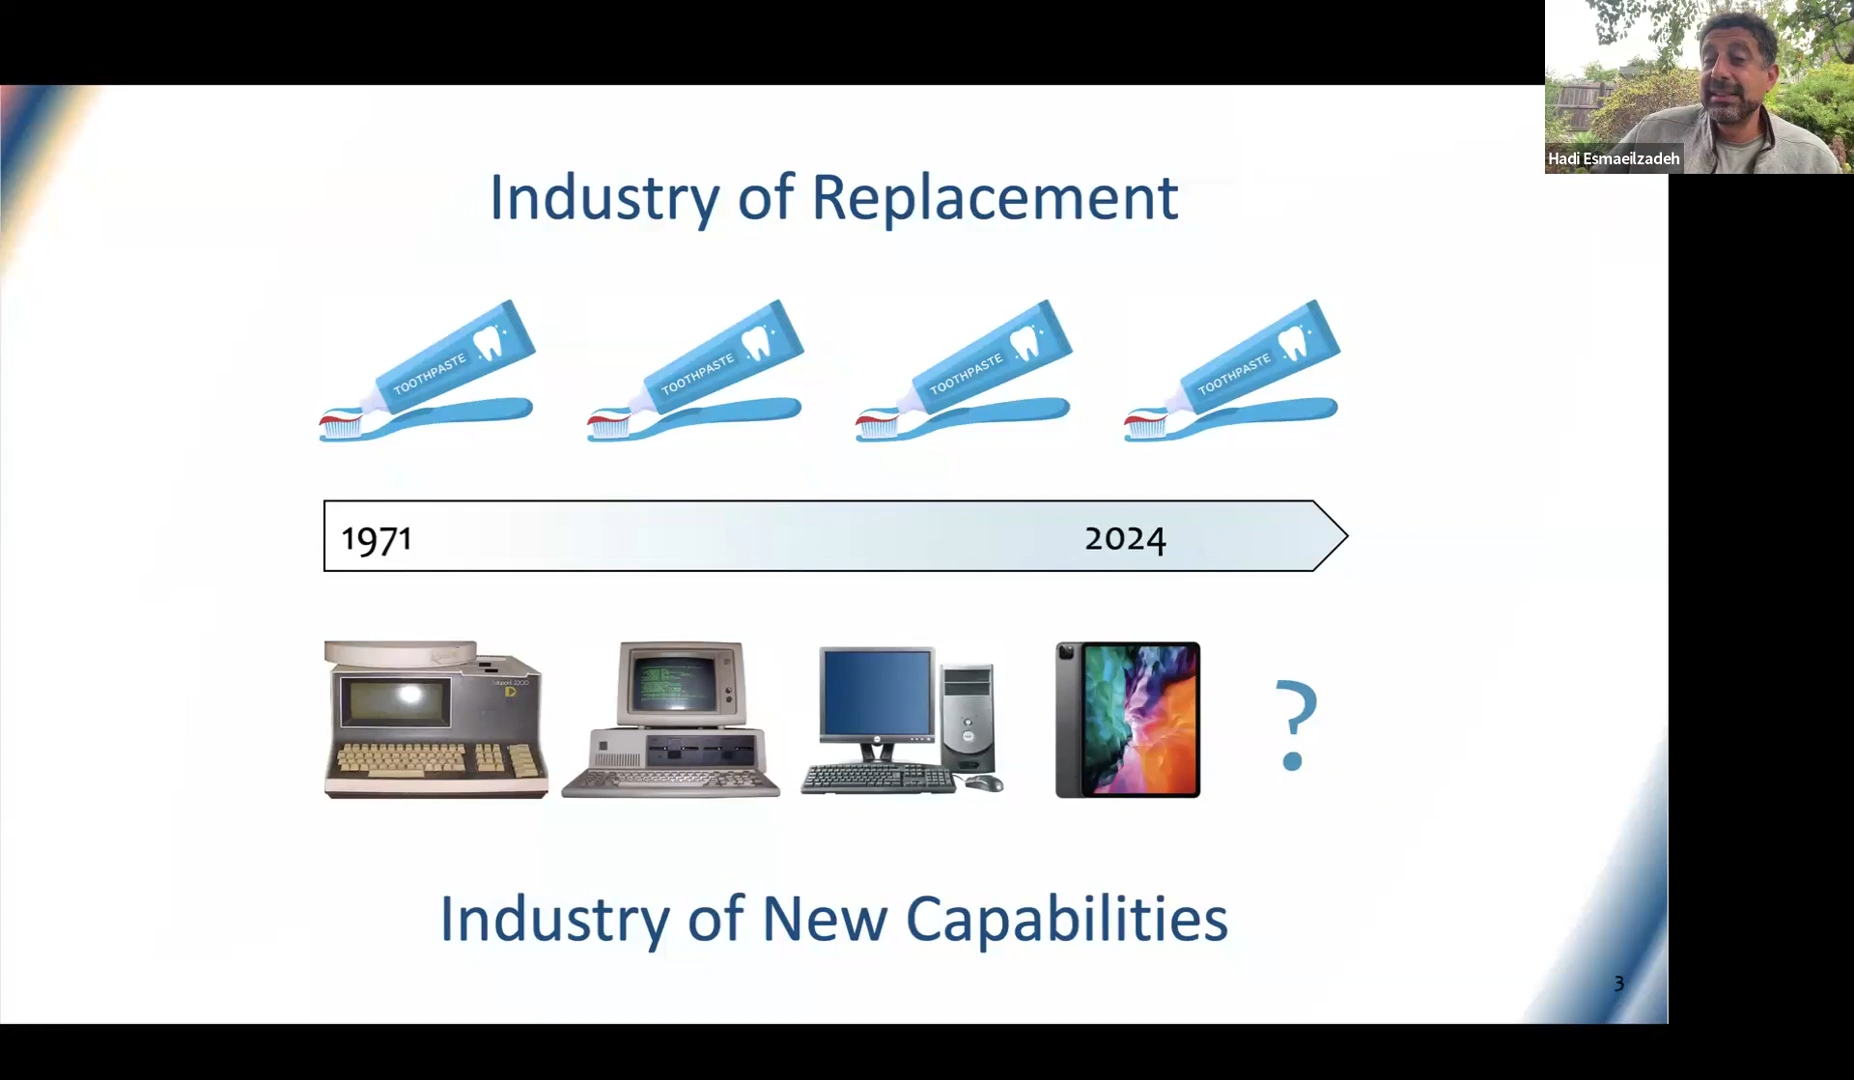 Hadi Esmaeilzadeh
Industry of Replacement
TOOTHPASTE
TOOTHPASTE
TOOTHPASTE
TOOTHPASTE
1971
2024
?
Industry of New Capabilities
3